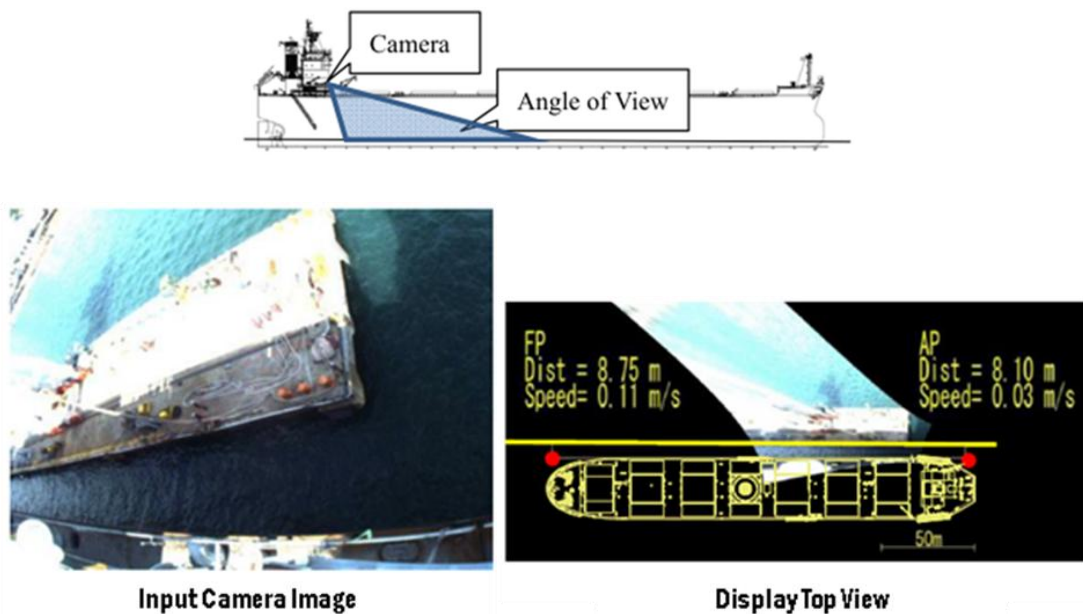 Camera
Angle of View
FP
Dist = 8.75 m
Speed= 0.11 m/s
AP
Dist = 8.10 m
Speed= 0.03 m/s
50m
Input Camera Image
Display Top View